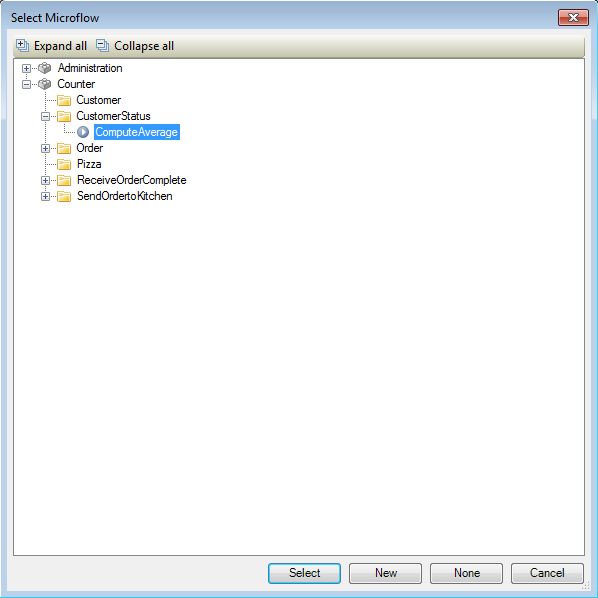 Select Microflow
Expand all Collapse all
Administration
Counter
Customer
CustomerStatus
ComputeAverage
Order
Pizza
ReceiveOrderComplete
SendOrdertoKitchen
Select New None Cancel